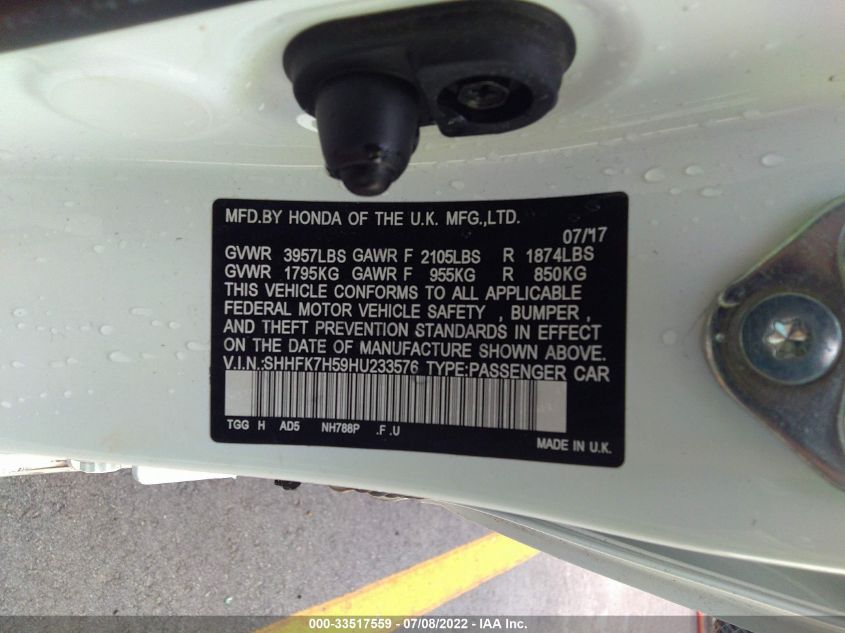 MFD.BY HONDA OF THE U.K. MFG.,LTD.
07/17
GVWR 3957LBS GAWR F 2105LBS R 1874LBS
GVWR 1795KG GAWR F 955KG R 850KG
THIS VEHICLE CONFORMS TO ALL APPLICABLE
FEDERAL MOTOR VEHICLE SAFETY , BUMPER ,
AND THEFT PREVENTION STANDARDS IN EFFECT
ON THE DATE OF MANUFACTURE SHOWN ABOVE.
V.I.N.:SHHFK7H59HU233576 TYPE:PASSENGER CAR
TGG H AD5 NH788P .F .U
MADE IN U.K.
000-33517559 - 07/08/2022 - IAA Inc.